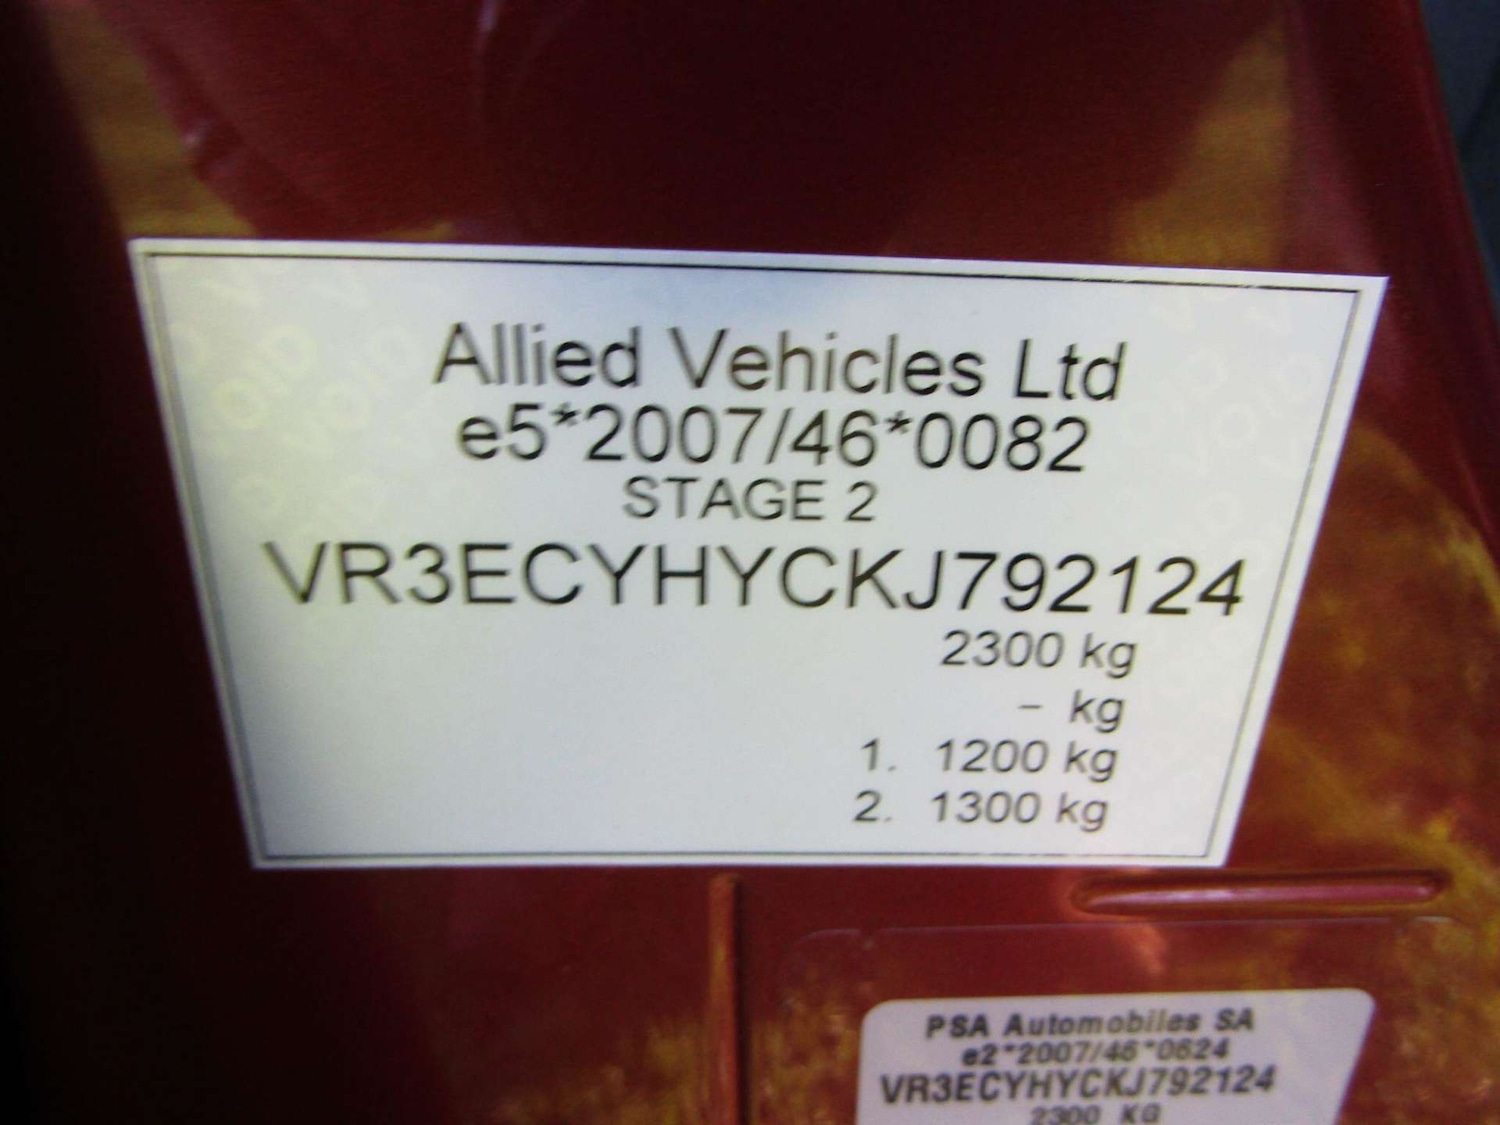 Allied Vehicles Ltd
e5*2007/46*0082
STAGE 2
VR3ECYHYCKJ792124
2300 kg
– kg
1. 1200 kg
2. 1300 kg
PSA Automobiles SA
e2*2007/46*0624
VR3ECYHYCKJ792124
2300 KG